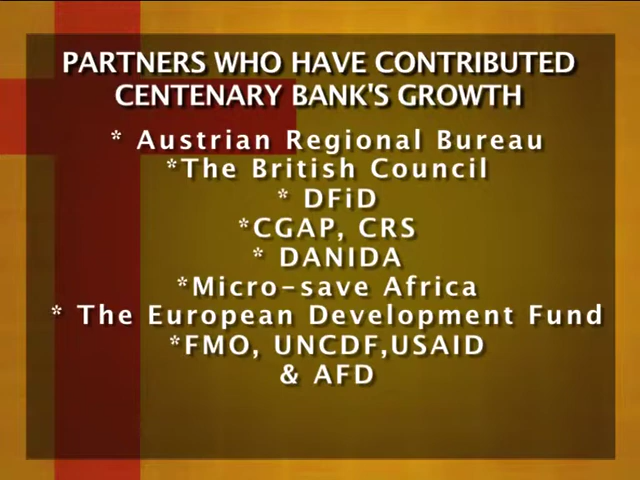 PARTNERS WHO HAVE CONTRIBUTED
CENTENARY BANK'S GROWTH
* Austrian Regional Bureau
*The British Council
* DFiD
*CGAP, CRS
* DANIDA
*Micro-save Africa
* The European Development Fund
*FMO, UNCDF,USAID
& AFD